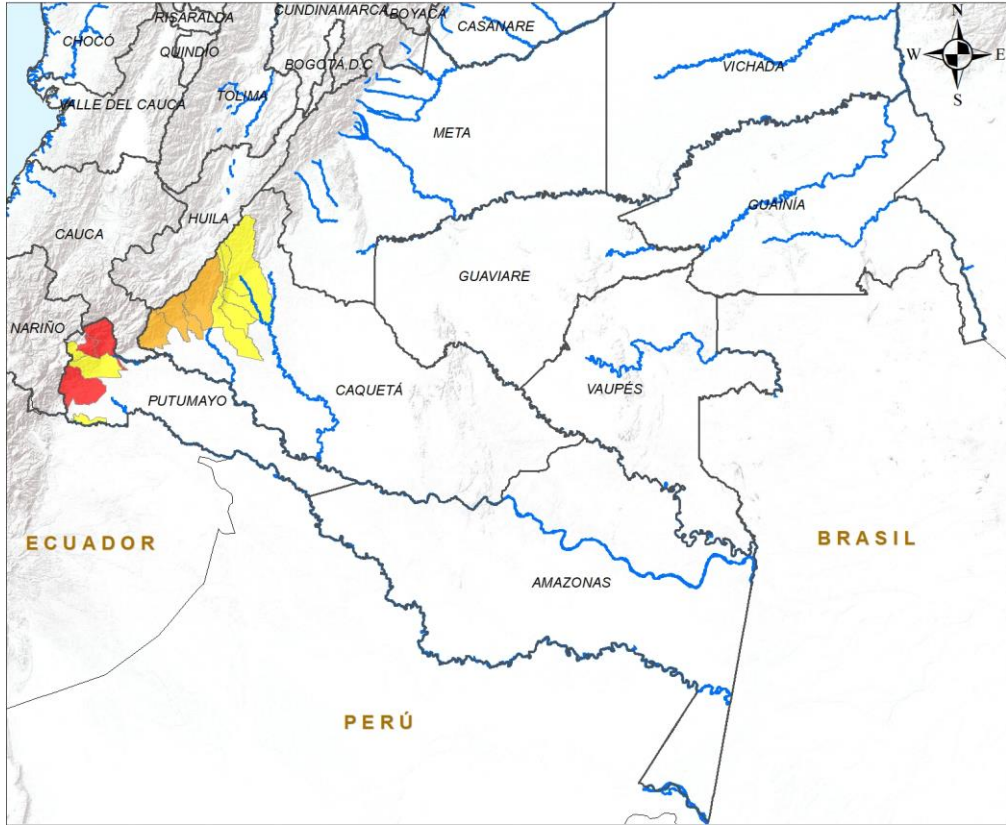 RISARALDA
CUNDINAMARCA
BOYACÁ
CASANARE
N
CHOCÓ
QUINDIO
BOGOTÁ D.C
W
E
VICHADA
S
VALLE DEL CAUCA
TOLIMA
META
HUILA
GUAINÍA
CAUCA
GUAVIARE
NARIÑO
CAQUETÁ
VAUPÉS
PUTUMAYO
ECUADOR
BRASIL
AMAZONAS
PERÚ